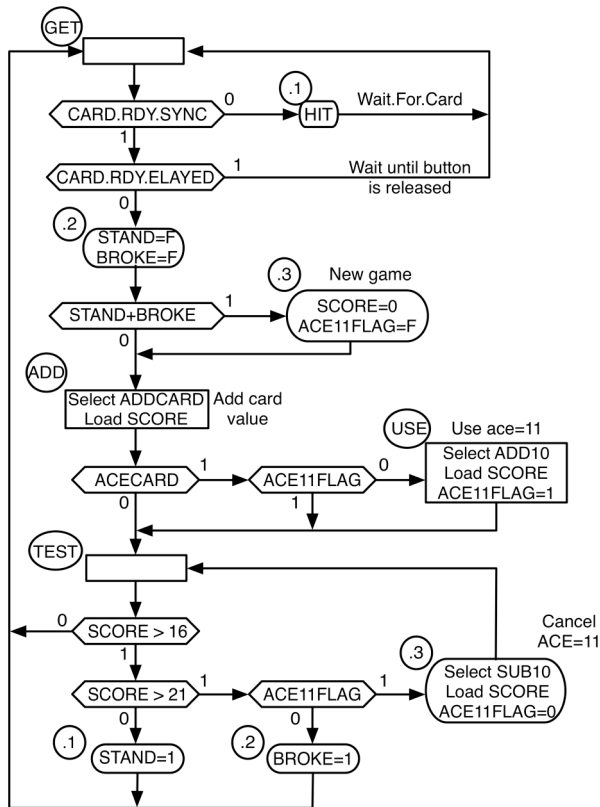 GET
0
.1
CARD.RDY.SYNC
HIT
Wait.For.Card
1
CARD.RDY.ELAYED
1
Wait until button
is released
0
.2
STAND=F
BROKE=F
.3
New game
STAND+BROKE
1
SCORE=0
ACE11FLAG=F
0
ADD
Select ADDCARD
Load SCORE
Add card
value
USE
Use ace=11
ACECARD
1
ACE11FLAG
0
Select ADD10
Load SCORE
ACE11FLAG=1
0
1
TEST
0
SCORE > 16
1
Cancel
ACE=11
.3
SCORE > 21
1
ACE11FLAG
1
Select SUB10
Load SCORE
ACE11FLAG=0
0
0
.1
STAND=1
.2
BROKE=1